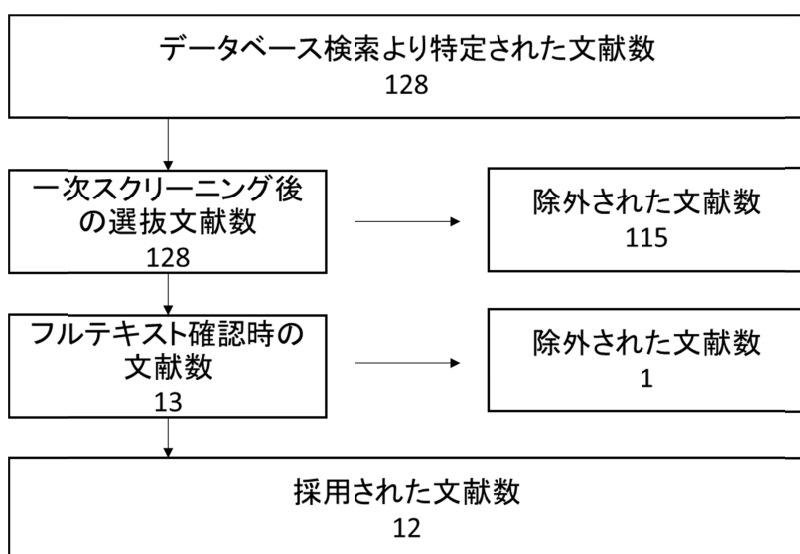 データベース検索より特定された文献数
128
一次スクリーニング後
の選抜文献数
128
除外された文献数
115
フルテキスト確認時の
文献数
13
除外された文献数
1
採用された文献数
12